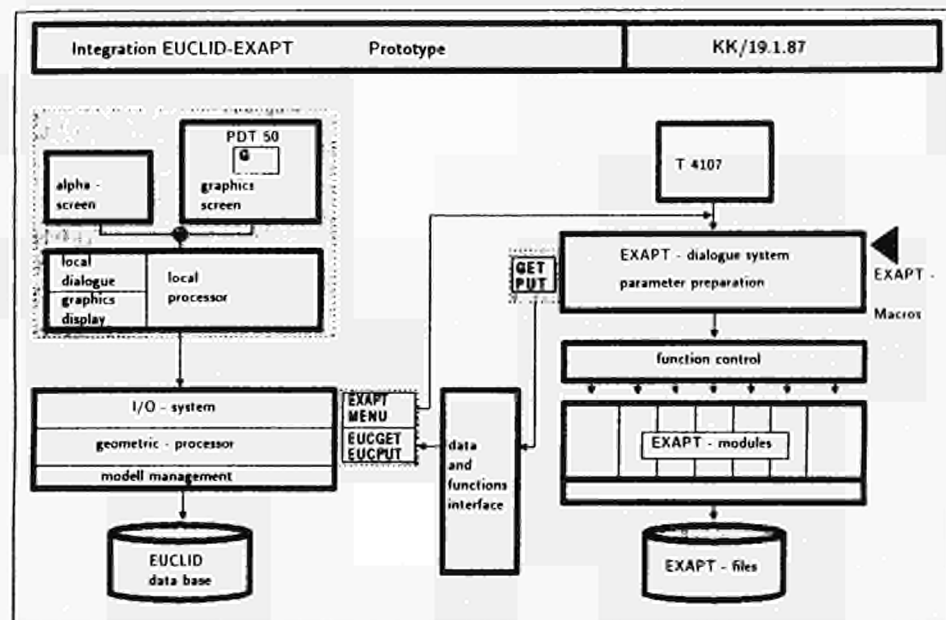 Integration EUCLID-EXAPT Prototype
KK/19.1.87
PDT 50
G
graphics
screen
alpha -
screen
local
dialogue
graphics
display
local
processor
I/O - system
geometric - processor
modell management
EUCLID
data base
EXAPT
MENU
EUCGET
EUCPUT
data
and
functions
interface
GET
PUT
T 4107
EXAPT - dialogue system
parameter preparation
EXAPT -
Macros
function control
EXAPT - modules
EXAPT - files